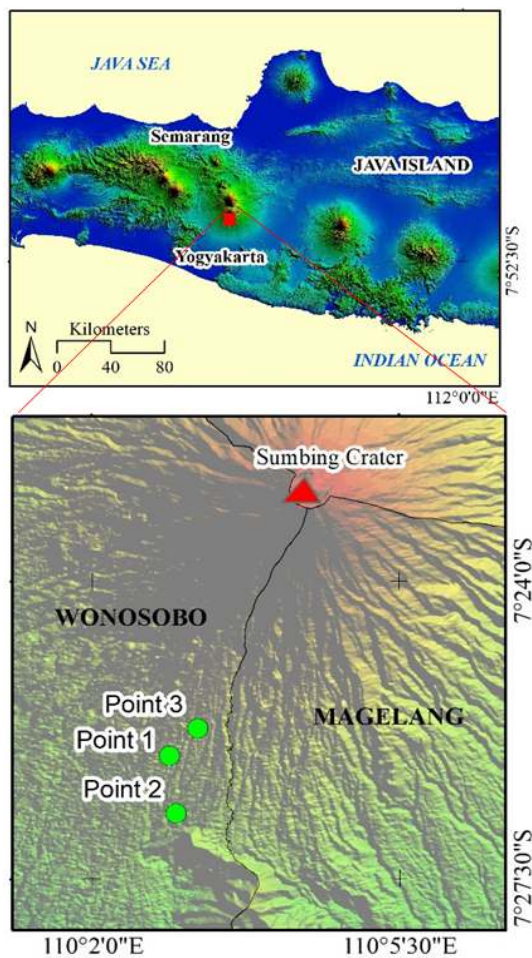 JAVA SEA
Semarang
JAVA ISLAND
Yogyakarta
7°52'30"S
N
Kilometers
0 40 80
INDIAN OCEAN
112°0'0"E
Sumbing Crater
7°24'0"S
WONOSOBO
Point 3
MAGELANG
Point 1
Point 2
7°27'30"S
110°2'0"E 110°5'30"E